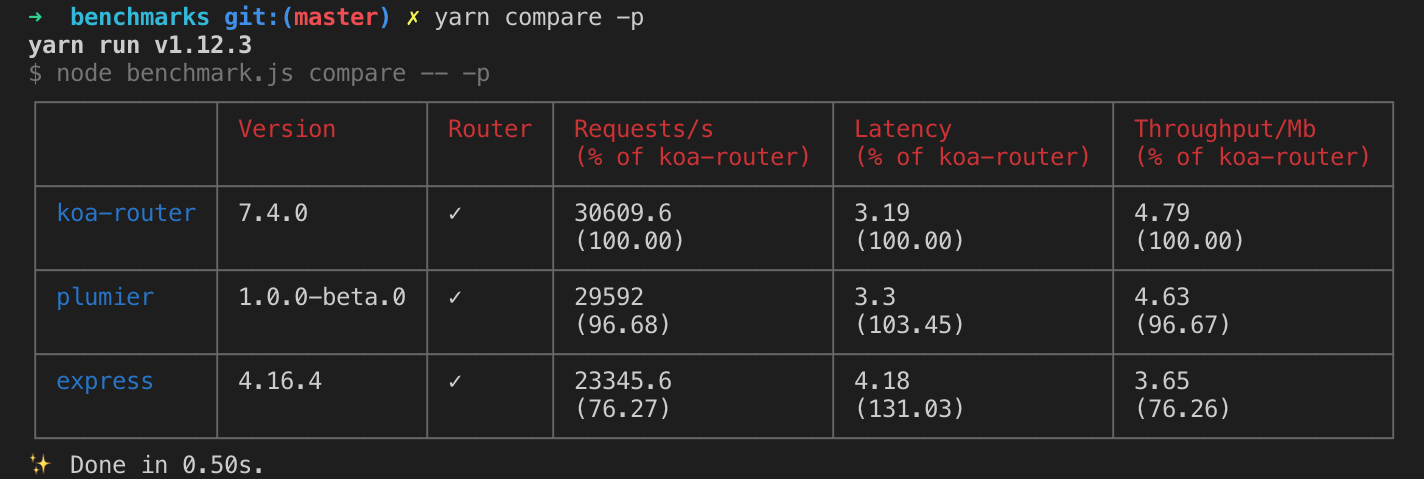 ➜ benchmarks git:(master) ✗ yarn compare -p
yarn run v1.12.3
$ node benchmark.js compare -- -p
Version Router Requests/s Latency Throughput/Mb
(% of koa-router) (% of koa-router) (% of koa-router)
koa-router 7.4.0 ✓ 30609.6 3.19 4.79
(100.00) (100.00) (100.00)
plumier 1.0.0-beta.0 ✓ 29592 3.3 4.63
(96.68) (103.45) (96.67)
express 4.16.4 ✓ 23345.6 4.18 3.65
(76.27) (131.03) (76.26)
✨ Done in 0.50s.